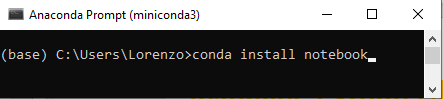 Anaconda Prompt (miniconda3)
(base) C:\Users\Lorenzo>conda install notebook